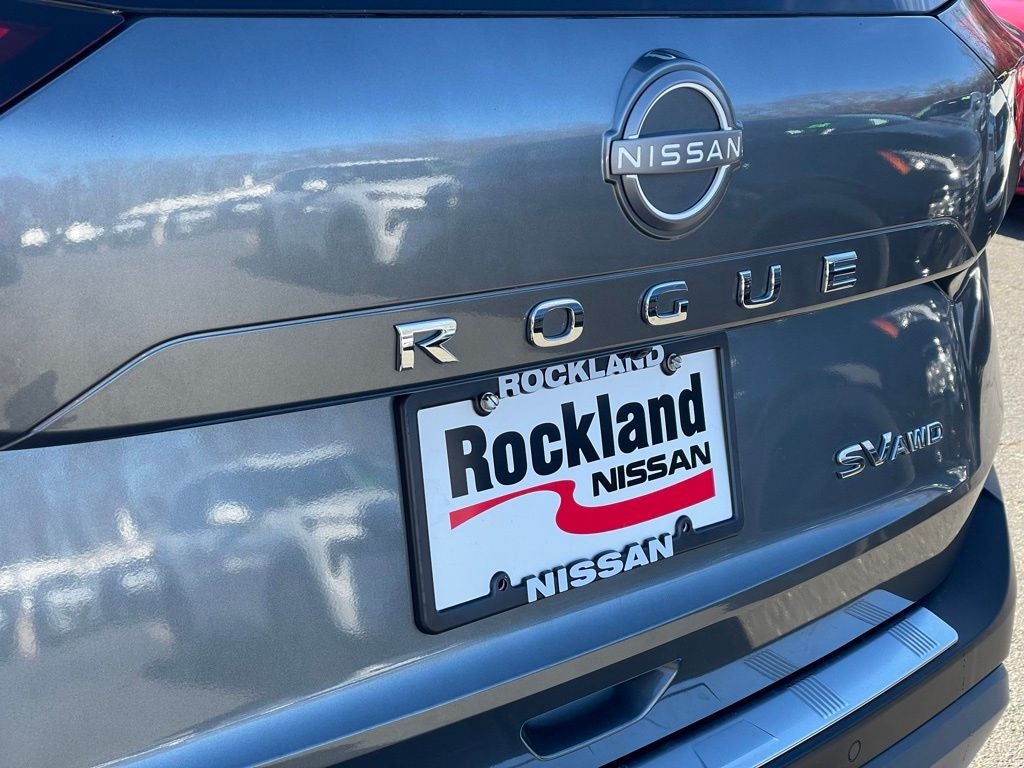 NISSAN
ROGUE
ROCKLAND
Rockland
NISSAN
NISSAN
SV AWD